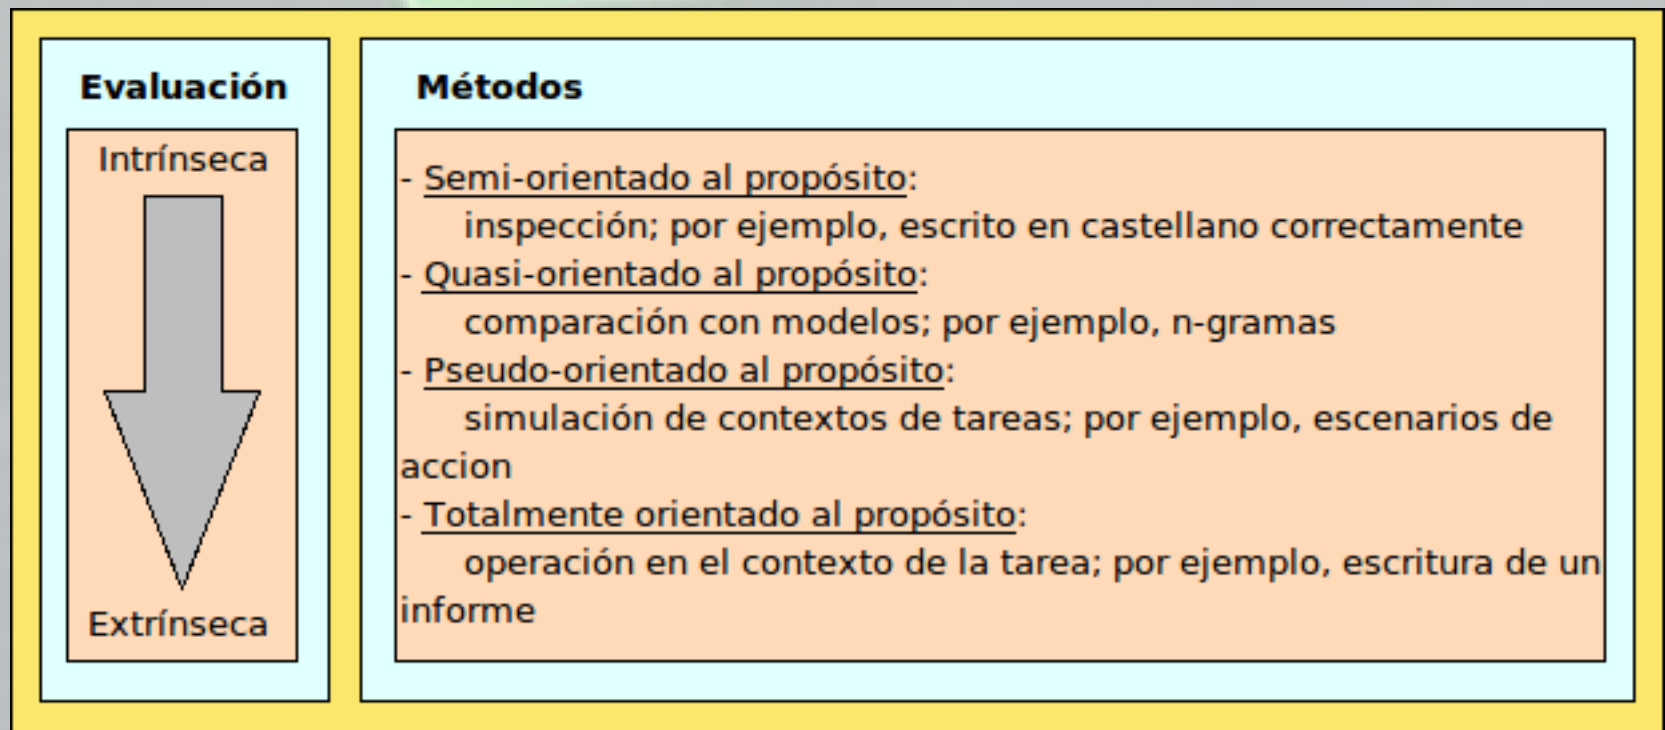 Evaluación
Intrínseca
Extrínseca
Métodos
- Semi-orientado al propósito:
inspección; por ejemplo, escrito en castellano correctamente
- Quasi-orientado al propósito:
comparación con modelos; por ejemplo, n-gramas
- Pseudo-orientado al propósito:
simulación de contextos de tareas; por ejemplo, escenarios de
accion
- Totalmente orientado al propósito:
operación en el contexto de la tarea; por ejemplo, escritura de un
informe